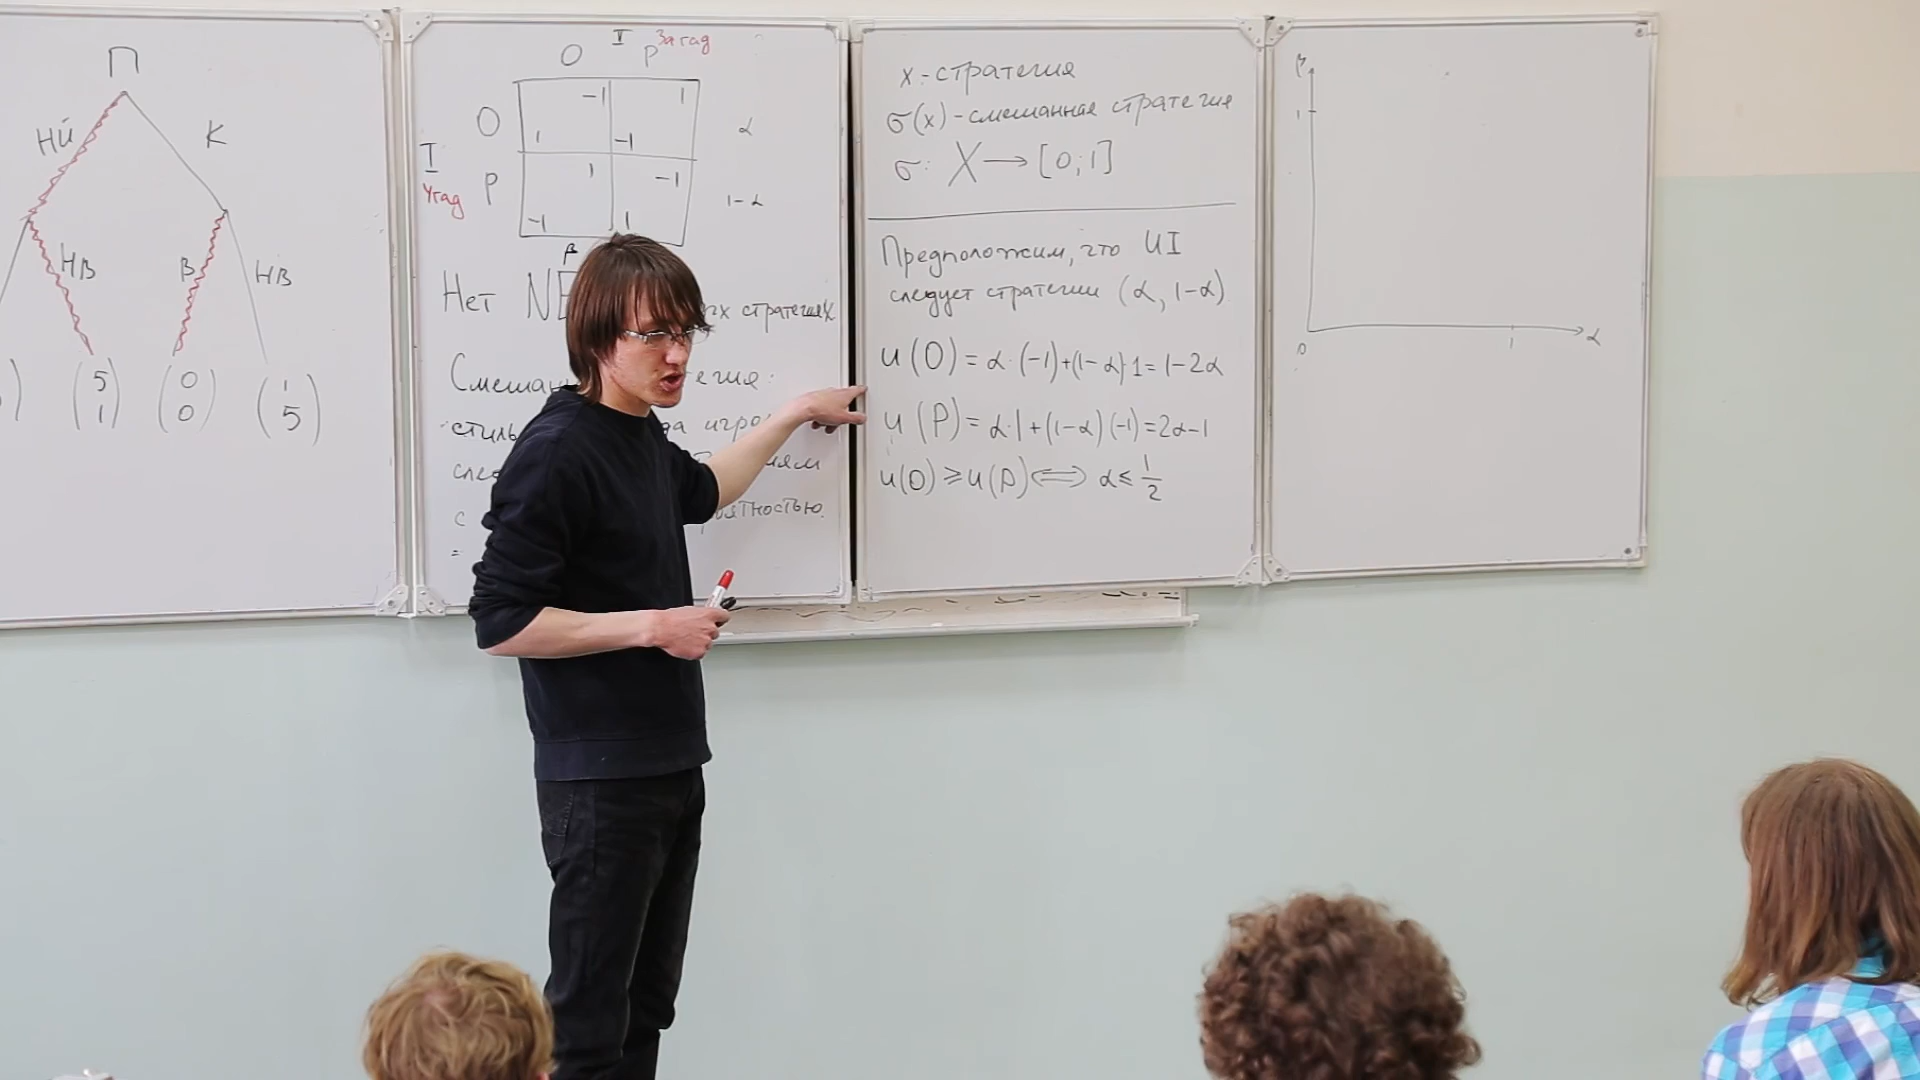 П
НЙ
К
НВ
В
НВ
5
1
0
0
1
5
II
О
Р
Загад
I
Угад
О
Р
-1
1
1
-1
1
-1
-1
1
α
1-α
β
Нет
стратегиях
с
=
x - стратегия
σ(x) - смешанная стратегия
σ: X → [0;1]
Предположим, что ИI
следует стратегии (α, 1-α)
u(О) = α·(-1)+(1-α)·1 = 1-2α
u(Р) = α·1+(1-α)(-1)=2α-1
u(О) ≥ u(Р) ⟺ α ≤ 1/2
β
1
0
1
α